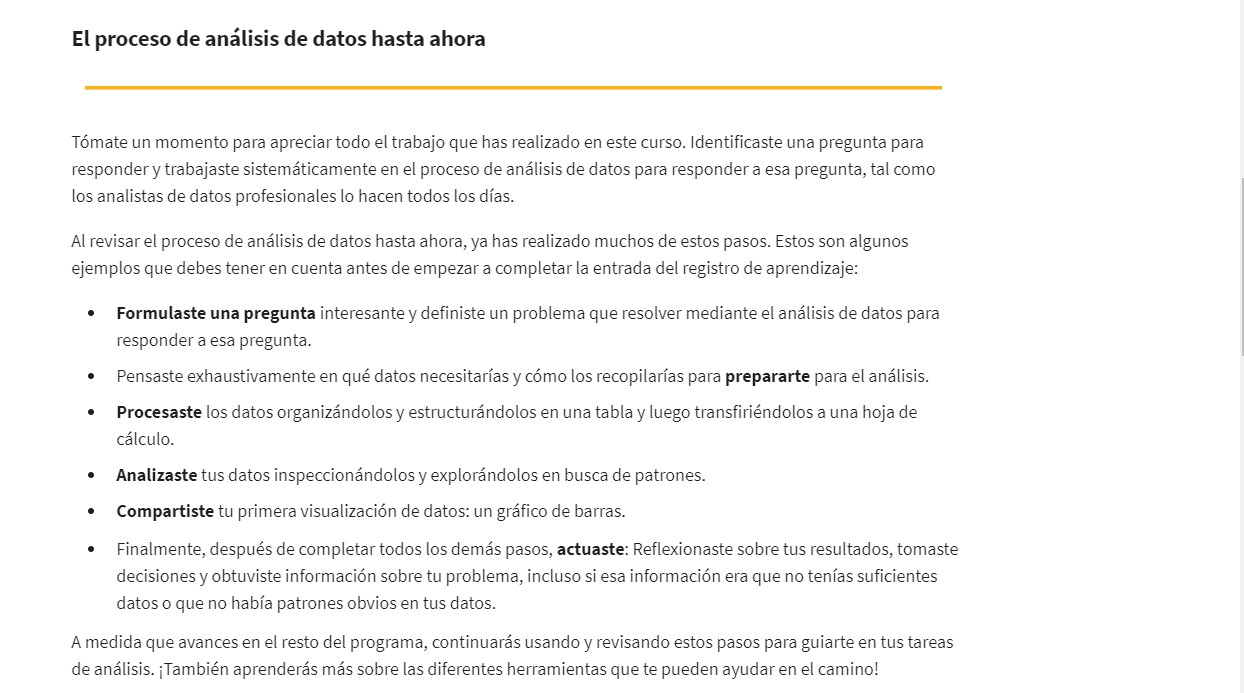 El proceso de análisis de datos hasta ahora
Tómate un momento para apreciar todo el trabajo que has realizado en este curso. Identificaste una pregunta para
responder y trabajaste sistemáticamente en el proceso de análisis de datos para responder a esa pregunta, tal como
los analistas de datos profesionales lo hacen todos los días.
Al revisar el proceso de análisis de datos hasta ahora, ya has realizado muchos de estos pasos. Estos son algunos
ejemplos que debes tener en cuenta antes de empezar a completar la entrada del registro de aprendizaje:
• Formulaste una pregunta interesante y definiste un problema que resolver mediante el análisis de datos para
responder a esa pregunta.
• Pensaste exhaustivamente en qué datos necesitarías y cómo los recopilarías para prepararte para el análisis.
• Procesaste los datos organizándolos y estructurándolos en una tabla y luego transfiriéndolos a una hoja de
cálculo.
• Analizaste tus datos inspeccionándolos y explorándolos en busca de patrones.
• Compartiste tu primera visualización de datos: un gráfico de barras.
• Finalmente, después de completar todos los demás pasos, actuaste: Reflexionaste sobre tus resultados, tomaste
decisiones y obtuviste información sobre tu problema, incluso si esa información era que no tenías suficientes
datos o que no había patrones obvios en tus datos.
A medida que avances en el resto del programa, continuarás usando y revisando estos pasos para guiarte en tus tareas
de análisis. ¡También aprenderás más sobre las diferentes herramientas que te pueden ayudar en el camino!